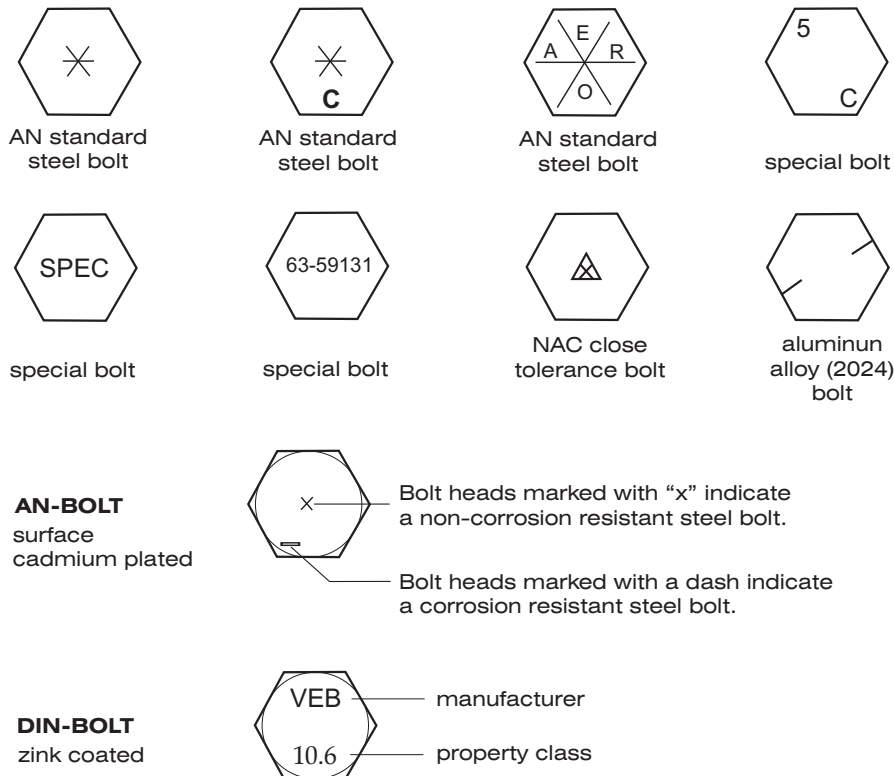 C
A E R O
5
C
AN standard
steel bolt
AN standard
steel bolt
AN standard
steel bolt
special bolt
SPEC
63-59131
special bolt
special bolt
NAC close
tolerance bolt
aluminun
alloy (2024)
bolt
AN-BOLT
surface
cadmium plated
x
Bolt heads marked with “x” indicate
a non-corrosion resistant steel bolt.
Bolt heads marked with a dash indicate
a corrosion resistant steel bolt.
DIN-BOLT
zink coated
VEB
manufacturer
10.6
property class